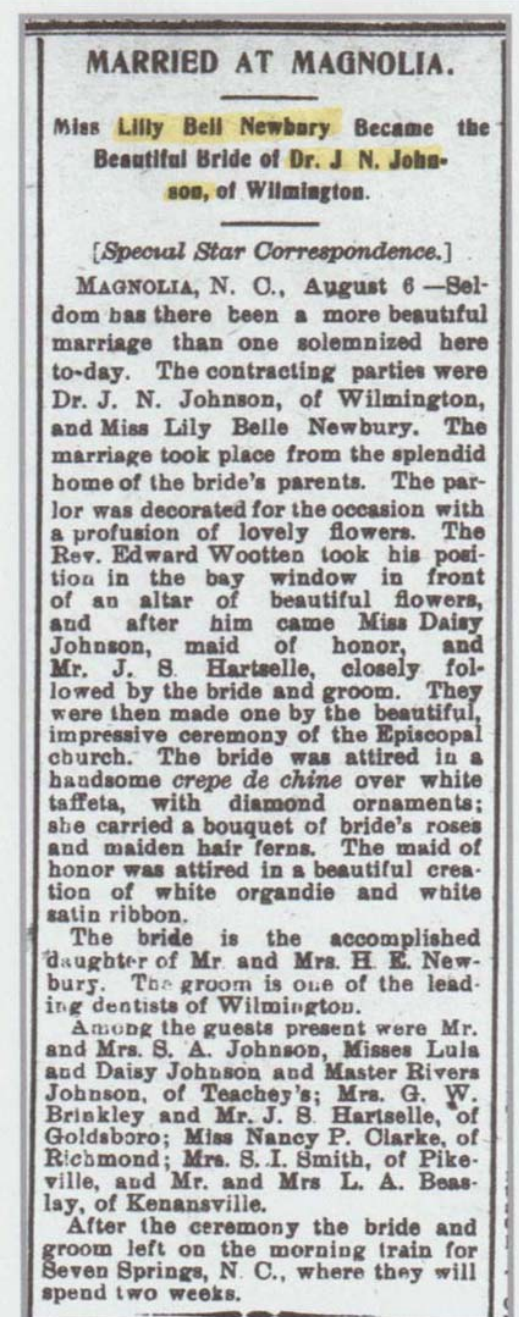 MARRIED AT MAGNOLIA.
Miss Lilly Bell Newbury Became the
Beautiful Bride of Dr. J N. John-
son, of Wilmington.
[Special Star Correspondence.]
MAGNOLIA, N. C., August 6 —Sel-
dom has there been a more beautiful
marriage than one solemnized here
to-day. The contracting parties were
Dr. J. N. Johnson, of Wilmington,
and Miss Lily Belle Newbury. The
marriage took place from the splendid
home of the bride's parents. The par-
lor was decorated for the occasion with
a profusion of lovely flowers. The
Rev. Edward Wootten took his posi-
tion in the bay window in front
of an altar of beautiful flowers,
and after him came Miss Daisy
Johnson, maid of honor, and
Mr. J. S. Hartselle, closely fol-
lowed by the bride and groom. They
were then made one by the beautiful,
impressive ceremony of the Episcopal
church. The bride was attired in a
handsome crepe de chine over white
taffeta, with diamond ornaments;
she carried a bouquet of bride's roses
and maiden hair ferns. The maid of
honor was attired in a beautiful crea-
tion of white organdie and white
satin ribbon.
The bride is the accomplished
daughter of Mr and Mrs. H. E. New-
bury. The groom is one of the lead-
ing dentists of Wilmington.
Among the guests present were Mr.
and Mrs. S. A. Johnson, Misses Lula
and Daisy Johnson and Master Rivers
Johnson, of Teachey's; Mrs. G. W.
Brinkley and Mr. J. S. Hartselle, of
Goldsboro; Miss Nancy P. Clarke, of
Richmond; Mrs. S. I. Smith, of Pike-
ville, and Mr. and Mrs L. A. Beas-
lay, of Kenansville.
After the ceremony the bride and
groom left on the morning train for
Seven Springs, N. C., where they will
spend two weeks.